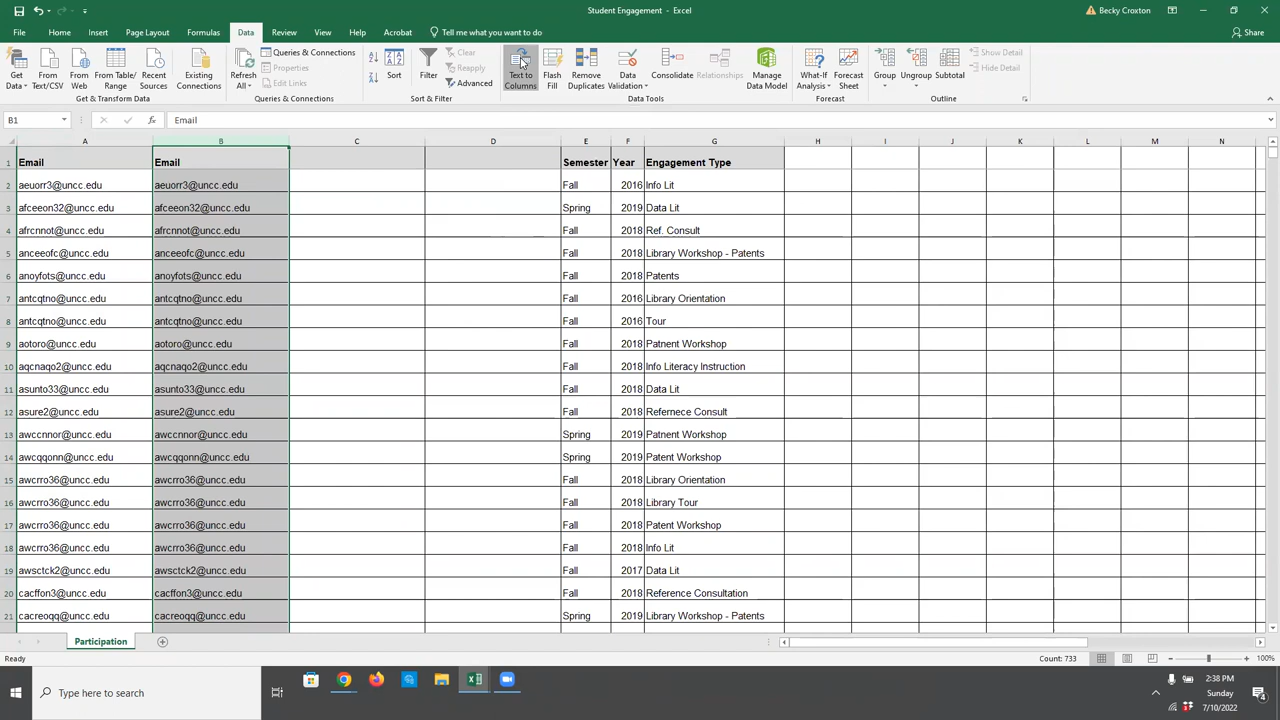 Student Engagement - Excel
Becky Croxton
File Home Insert Page Layout Formulas Data Review View Help Acrobat Tell me what you want to do Share
Get Data From Text/CSV From Web From Table/ Range Recent Sources Existing Connections
Get & Transform Data
Refresh All Queries & Connections Properties Edit Links
Queries & Connections
Sort Filter Clear Reapply Advanced
Sort & Filter
Text to Columns Flash Fill Remove Duplicates Data Validation Consolidate Relationships Manage Data Model
Data Tools
What-If Analysis Forecast Sheet
Forecast
Group Ungroup Subtotal Show Detail Hide Detail
Outline
B1 fx Email
A B C D E F G H I J K L M N
1 Email Email Semester Year Engagement Type
2 aeuorr3@uncc.edu aeuorr3@uncc.edu Fall 2016 Info Lit
3 afceeon32@uncc.edu afceeon32@uncc.edu Spring 2019 Data Lit
4 afrcnnot@uncc.edu afrcnnot@uncc.edu Fall 2018 Ref. Consult
5 anceeofc@uncc.edu anceeofc@uncc.edu Fall 2018 Library Workshop - Patents
6 anoyfots@uncc.edu anoyfots@uncc.edu Fall 2018 Patents
7 antcqtno@uncc.edu antcqtno@uncc.edu Fall 2016 Library Orientation
8 antcqtno@uncc.edu antcqtno@uncc.edu Fall 2016 Tour
9 aotoro@uncc.edu aotoro@uncc.edu Fall 2018 Patnent Workshop
10 aqcnaqo2@uncc.edu aqcnaqo2@uncc.edu Fall 2018 Info Literacy Instruction
11 asunto33@uncc.edu asunto33@uncc.edu Fall 2018 Data Lit
12 asure2@uncc.edu asure2@uncc.edu Fall 2018 Refernece Consult
13 awccnnor@uncc.edu awccnnor@uncc.edu Spring 2019 Patnent Workshop
14 awcqqonn@uncc.edu awcqqonn@uncc.edu Spring 2019 Patent Workshop
15 awcrro36@uncc.edu awcrro36@uncc.edu Fall 2018 Library Orientation
16 awcrro36@uncc.edu awcrro36@uncc.edu Fall 2018 Library Tour
17 awcrro36@uncc.edu awcrro36@uncc.edu Fall 2018 Patent Workshop
18 awcrro36@uncc.edu awcrro36@uncc.edu Fall 2018 Info Lit
19 awsctck2@uncc.edu awsctck2@uncc.edu Fall 2017 Data Lit
20 cacffon3@uncc.edu cacffon3@uncc.edu Fall 2018 Reference Consultation
21 cacreoqq@uncc.edu cacreoqq@uncc.edu Spring 2019 Library Workshop - Patents
Participation
Ready Count: 733 100%
Type here to search
2:38 PM
Sunday
7/10/2022
4